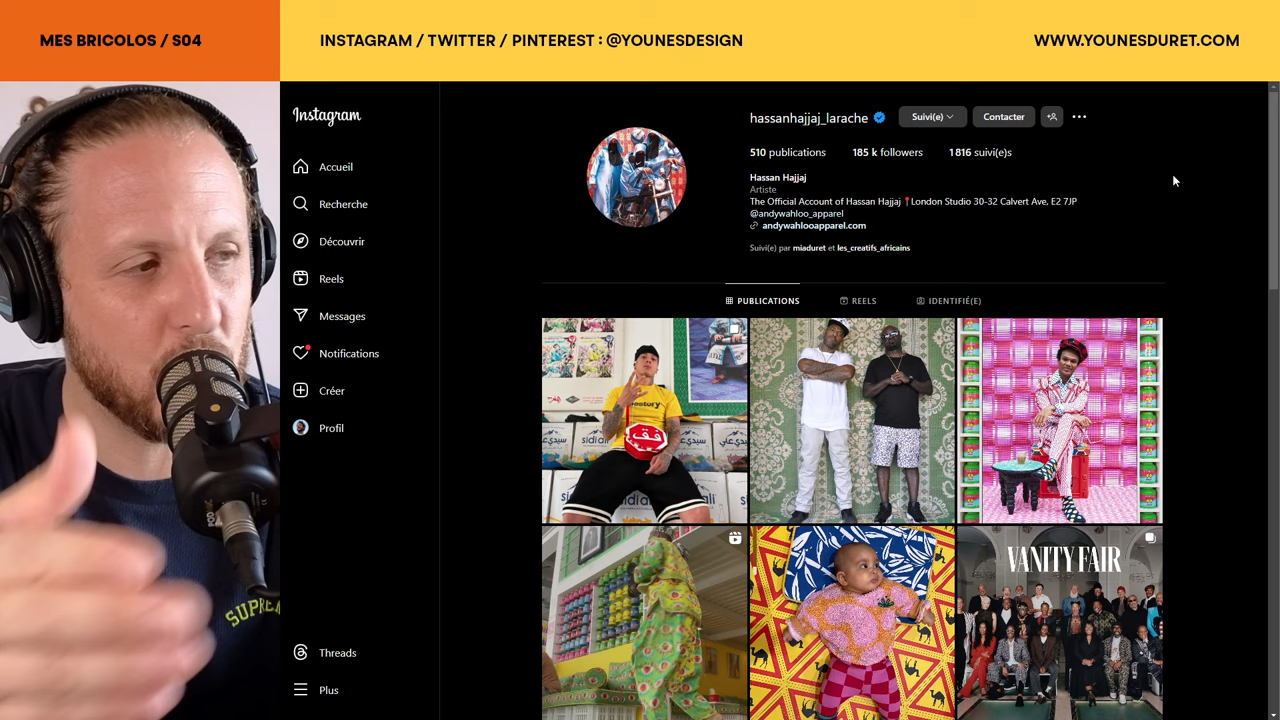 MES BRICOLOS / S04
INSTAGRAM / TWITTER / PINTEREST : @YOUNESDESIGN
WWW.YOUNESDURET.COM
Instagram
Accueil
Recherche
Découvrir
Reels
Messages
Notifications
Créer
Profil
Threads
Plus
hassanhajjaj_larache
Suivi(e)
Contacter
510 publications
185 k followers
1 816 suivi(e)s
Hassan Hajjaj
Artiste
The Official Account of Hassan Hajjaj📍London Studio 30-32 Calvert Ave, E2 7JP
@andywahloo_apparel
andywahlooapparel.com
Suivi(e) par miaduret et les_creatifs_africains
PUBLICATIONS
REELS
IDENTIFIÉ(E)
VANITY FAIR